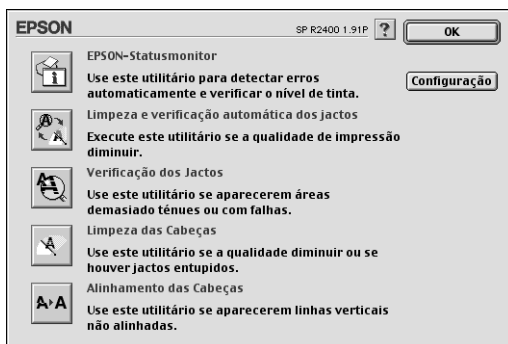 EPSON SP R2400 1.91P ? OK
EPSON-Statusmonitor
Use este utilitário para detectar erros
automaticamente e verificar o nível de tinta.
Configuração
Limpeza e verificação automática dos jactos
Execute este utilitário se a qualidade de impressão
diminuir.
Verificação dos Jactos
Use este utilitário se aparecerem áreas
demasiado ténues ou com falhas.
Limpeza das Cabeças
Use este utilitário se a qualidade diminuir ou se
houver jactos entupidos.
Alinhamento das Cabeças
Use este utilitário se aparecerem linhas verticais
não alinhadas.